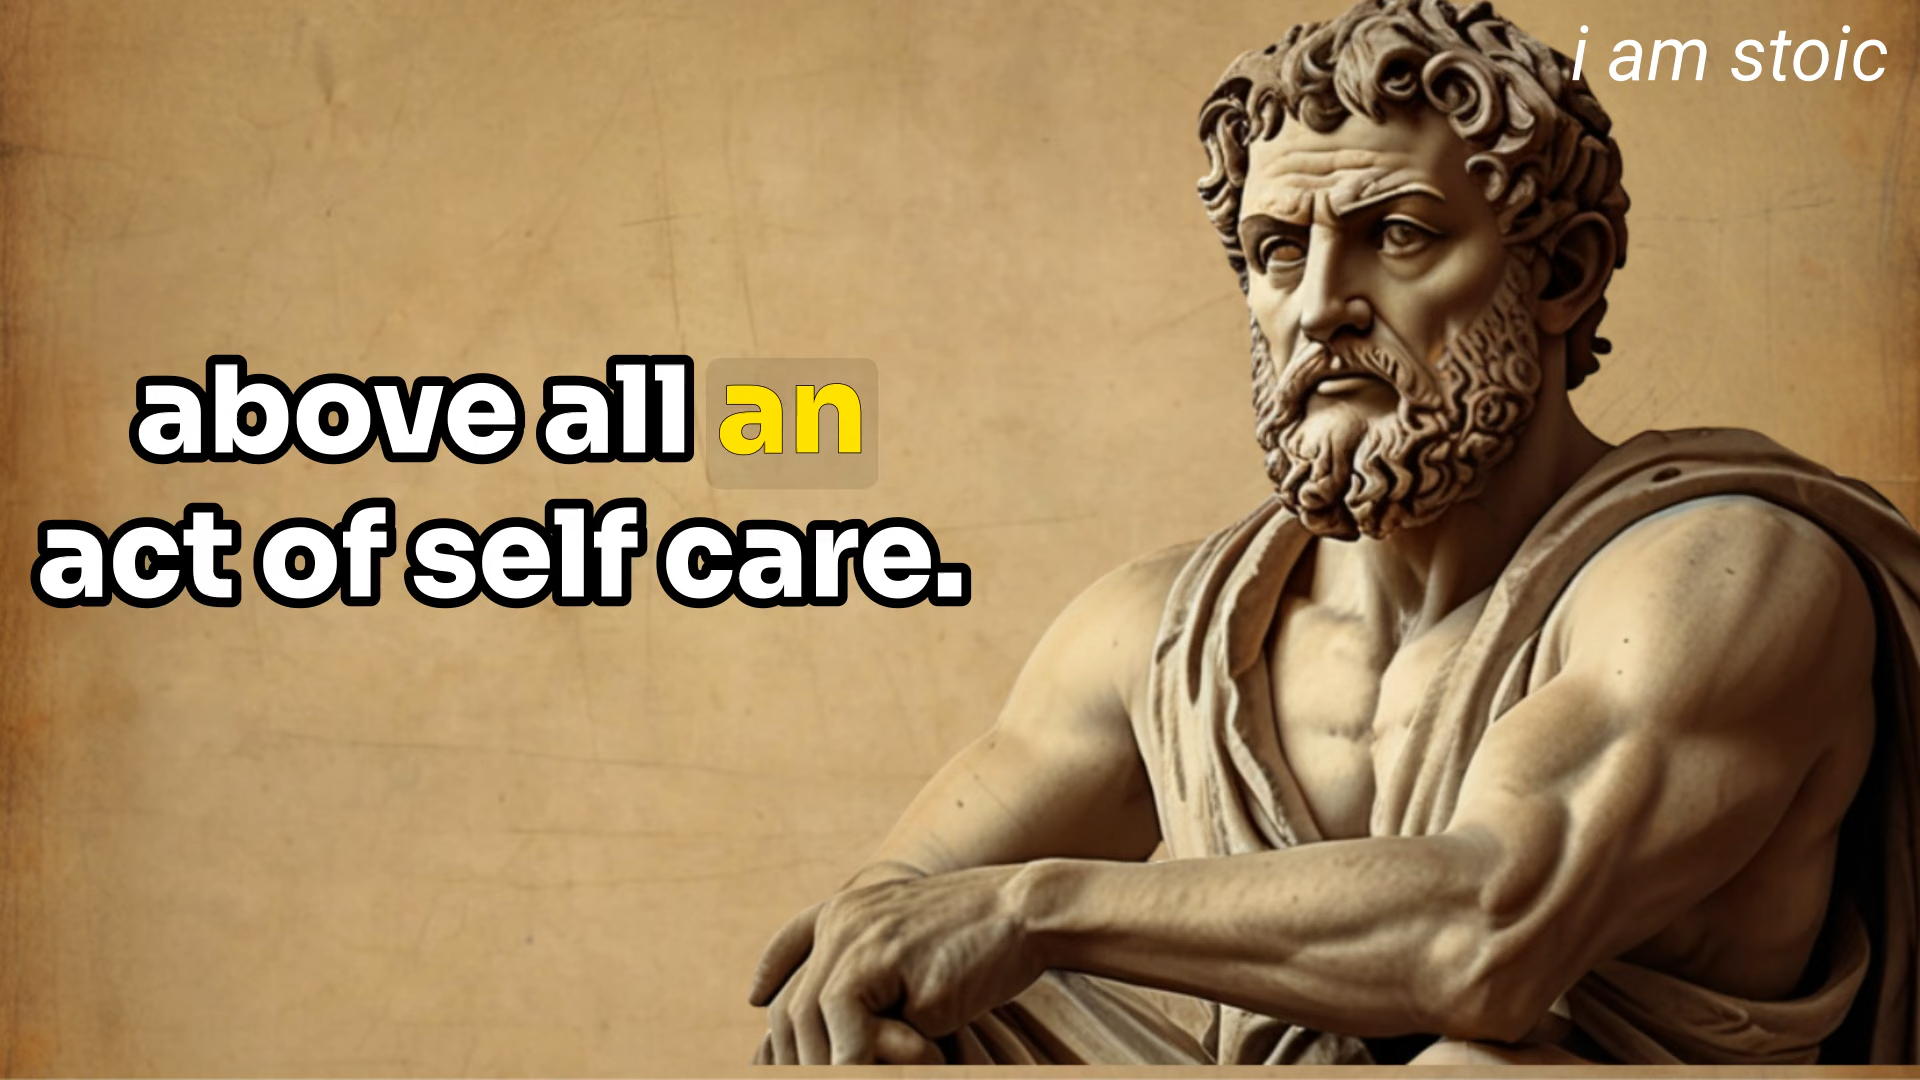 i am stoic
above all an
act of self care.